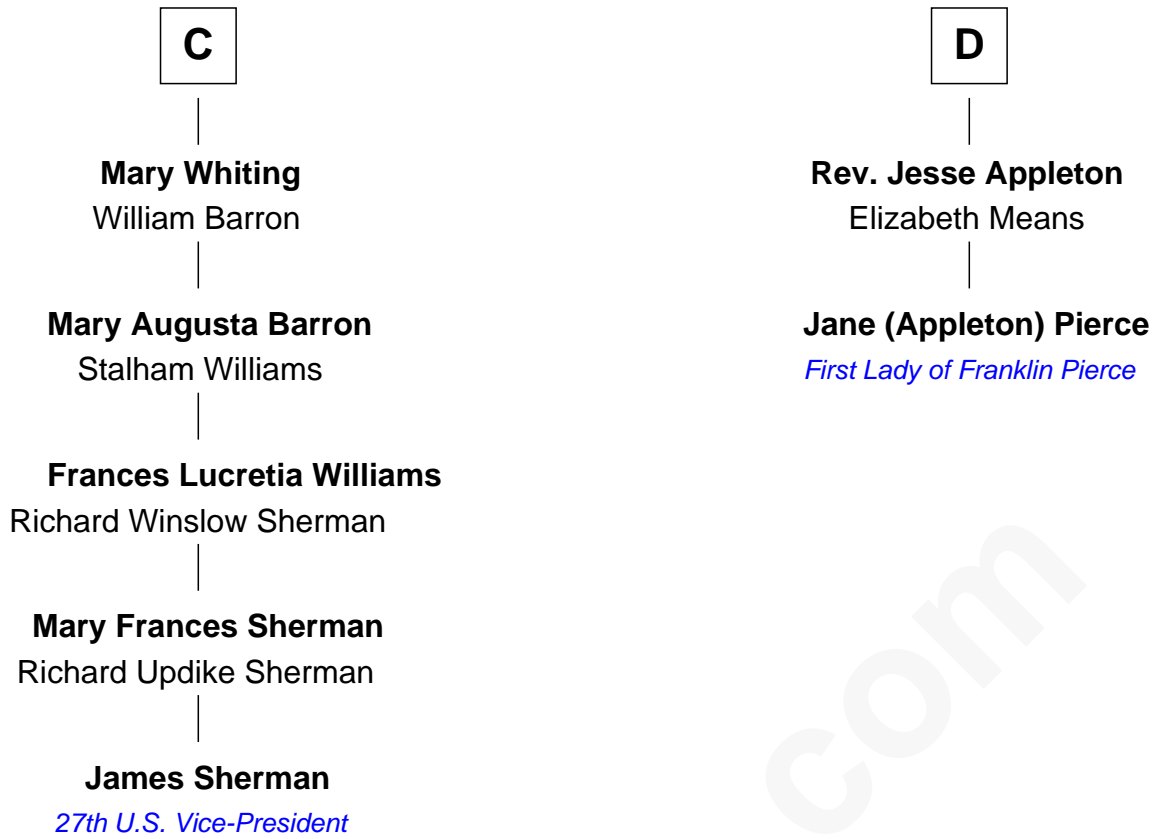 C
Mary Whiting
William Barron
Mary Augusta Barron
Stalham Williams
Frances Lucretia Williams
Richard Winslow Sherman
Mary Frances Sherman
Richard Updike Sherman
James Sherman
27th U.S. Vice-President
D
Rev. Jesse Appleton
Elizabeth Means
Jane (Appleton) Pierce
First Lady of Franklin Pierce
com